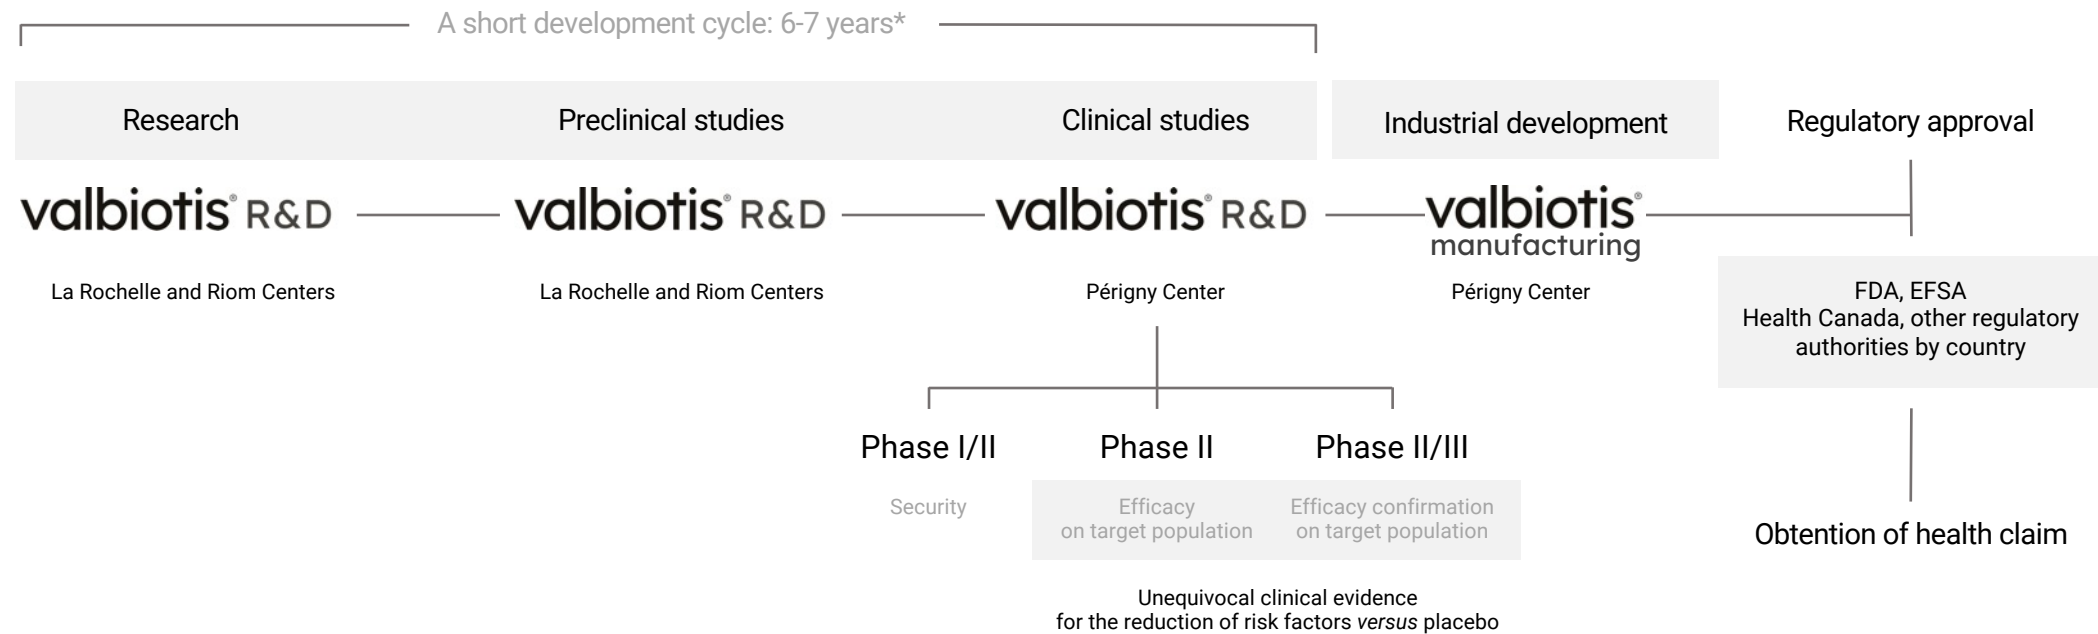 A short development cycle: 6-7 years*
Research
Preclinical studies
Clinical studies
Industrial development
Regulatory approval
valbiotis® R&D
valbiotis® R&D
valbiotis® R&D
valbiotis®
manufacturing
La Rochelle and Riom Centers
La Rochelle and Riom Centers
Périgny Center
Périgny Center
FDA, EFSA
Health Canada, other regulatory
authorities by country
Phase I/II
Phase II
Phase II/III
Security
Efficacy
on target population
Efficacy confirmation
on target population
Obtention of health claim
Unequivocal clinical evidence
for the reduction of risk factors versus placebo